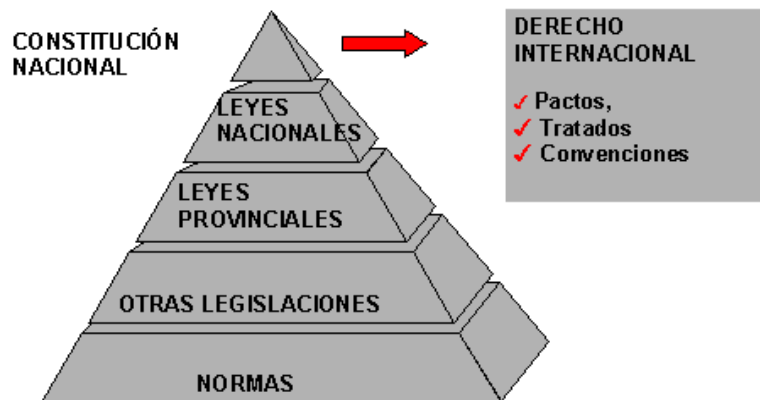 CONSTITUCIÓN
NACIONAL
DERECHO
INTERNACIONAL
Pactos,
Tratados
Convenciones
LEYES
NACIONALES
LEYES
PROVINCIALES
OTRAS LEGISLACIONES
NORMAS